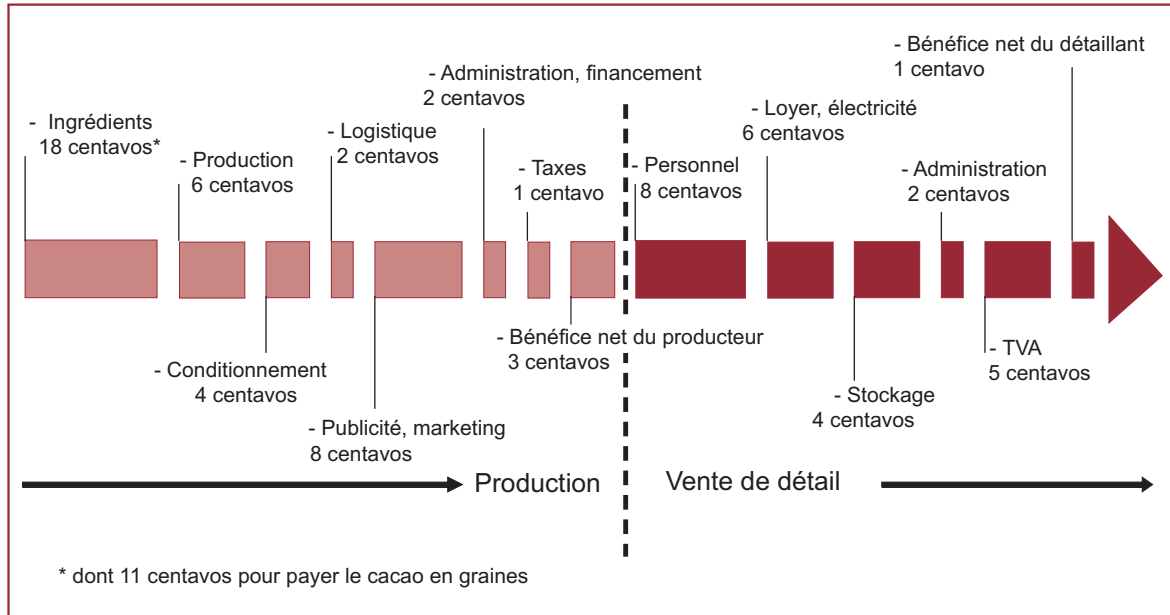 - Ingrédients
18 centavos*
- Production
6 centavos
- Conditionnement
4 centavos
- Logistique
2 centavos
- Publicité, marketing
8 centavos
- Administration, financement
2 centavos
- Taxes
1 centavo
- Bénéfice net du producteur
3 centavos
- Personnel
8 centavos
- Loyer, électricité
6 centavos
- Stockage
4 centavos
- Administration
2 centavos
- TVA
5 centavos
- Bénéfice net du détaillant
1 centavo
Production
Vente de détail
* dont 11 centavos pour payer le cacao en graines